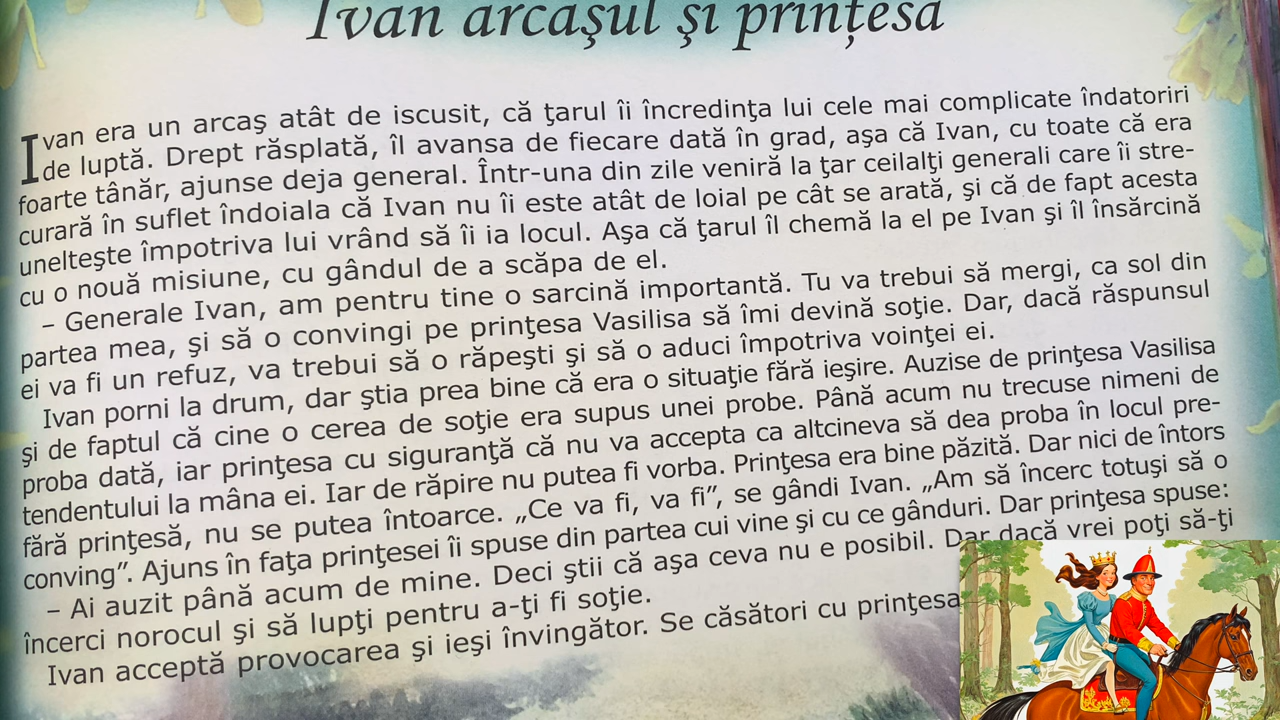 Ivan arcaşul şi prinţesa
Ivan era un arcaş atât de iscusit, că ţarul îi încredinţa lui cele mai complicate îndatoriri
de luptă. Drept răsplată, îl avansa de fiecare dată în grad, aşa că Ivan, cu toate că era
foarte tânăr, ajunse deja general. Într-una din zile veniră la ţar ceilalţi generali care îi stre-
curară în suflet îndoiala că Ivan nu îi este atât de loial pe cât se arată, şi că de fapt acesta
unelteşte împotriva lui vrând să îi ia locul. Aşa că ţarul îl chemă la el pe Ivan şi îl însărcină
cu o nouă misiune, cu gândul de a scăpa de el.
– Generale Ivan, am pentru tine o sarcină importantă. Tu va trebui să mergi, ca sol din
partea mea, şi să o convingi pe prinţesa Vasilisa să îmi devină soţie. Dar, dacă răspunsul
ei va fi un refuz, va trebui să o răpeşti şi să o aduci împotriva voinţei ei.
Ivan porni la drum, dar ştia prea bine că era o situaţie fără ieşire. Auzise de prinţesa Vasilisa
şi de faptul că cine o cerea de soţie era supus unei probe. Până acum nu trecuse nimeni de
proba dată, iar prinţesa cu siguranţă că nu va accepta ca altcineva să dea proba în locul pre-
tendentului la mâna ei. Iar de răpire nu putea fi vorba. Prinţesa era bine păzită. Dar nici de întors
fără prinţesă, nu se putea întoarce. „Ce va fi, va fi”, se gândi Ivan. „Am să încerc totuşi să o
conving”. Ajuns în faţa prinţesei îi spuse din partea cui vine şi cu ce gânduri. Dar prinţesa spuse:
– Ai auzit până acum de mine. Deci ştii că aşa ceva nu e posibil. Dar dacă vrei poţi să-ţi
încerci norocul şi să lupţi pentru a-ţi fi soţie.
Ivan acceptă provocarea şi ieşi învingător. Se căsători cu prinţesa